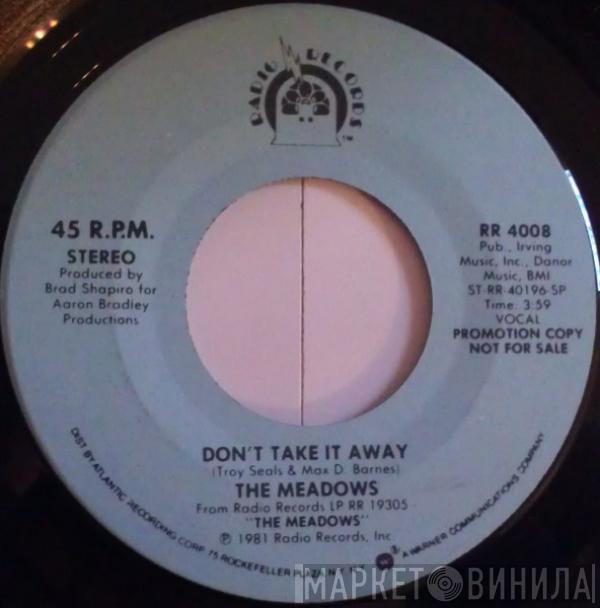 RADIO RECORDS
TM
45 R.P.M.
STEREO
Produced by
Brad Shapiro for
Aaron Bradley
Productions
RR 4008
Pub., Irving
Music, Inc., Danor
Music, BMI
ST-RR-40196-SP
Time: 3:59
VOCAL
PROMOTION COPY
NOT FOR SALE
DON'T TAKE IT AWAY
(Troy Seals & Max D. Barnes)
THE MEADOWS
From Radio Records LP RR 19305
"THE MEADOWS"
℗ 1981 Radio Records, Inc.
DIST BY ATLANTIC RECORDING CORP. 75 ROCKEFELLER PLAZA, N.Y., N.Y. A WARNER COMMUNICATIONS COMPANY
МАРКЕТ ВИНИЛА